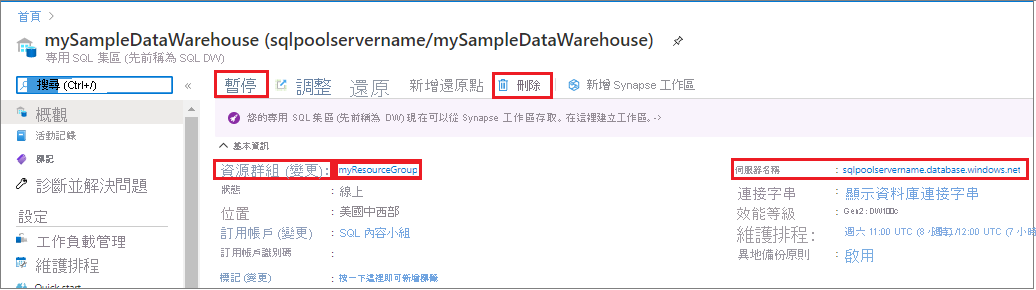 首頁 >
mySampleDataWarehouse (sqlpoolservername/mySampleDataWarehouse)
專用 SQL 集區 (先前稱為 SQL DW)
搜尋 (Ctrl+/)
«
暫停
調整
還原
新增還原點
刪除
新增 Synapse 工作區
概觀
活動記錄
標記
診斷並解決問題
設定
工作負載管理
維護排程
Quick start
您的專用 SQL 集區 (先前稱為 DW) 現在可以從 Synapse 工作區存取。在這裡建立工作區。->
基本資訊
資源群組 (變更) : myResourceGroup
狀態 : 線上
位置 : 美國中西部
訂用帳戶 (變更) : SQL 內容小組
訂用帳戶識別碼 :
標記 (變更) : 按一下這裡即可新增標籤
伺服器名稱 : sqlpoolservername.database.windows.net
連接字串 : 顯示資料庫連接字串
效能等級 : Gen2 : DW100c
維護排程 : 週六 11:00 UTC (8 小時) /12:00 UTC (7 小時
異地備份原則 : 啟用